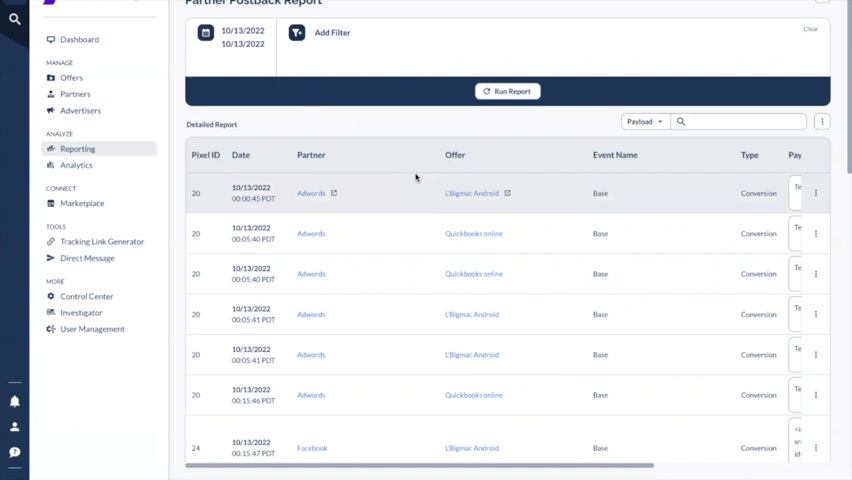 Partner Postback Report
10/13/2022
10/13/2022
Add Filter
Clear
Run Report
Dashboard
MANAGE
Offers
Partners
Advertisers
ANALYZE
Reporting
Analytics
CONNECT
Marketplace
TOOLS
Tracking Link Generator
Direct Message
MORE
Control Center
Investigator
User Management
Detailed Report
Payload
Pixel ID Date Partner Offer Event Name Type Pay
20 10/13/2022 00:00:45 PDT Adwords L'Bigmac Android Base Conversion Te
20 10/13/2022 00:05:40 PDT Adwords Quickbooks online Base Conversion Te
20 10/13/2022 00:05:40 PDT Adwords Quickbooks online Base Conversion Te
20 10/13/2022 00:05:41 PDT Adwords L'Bigmac Android Base Conversion Te
20 10/13/2022 00:05:41 PDT Adwords L'Bigmac Android Base Conversion Te
20 10/13/2022 00:15:46 PDT Adwords Quickbooks online Base Conversion Te
24 10/13/2022 00:15:47 PDT Facebook L'Bigmac Android Base Conversion